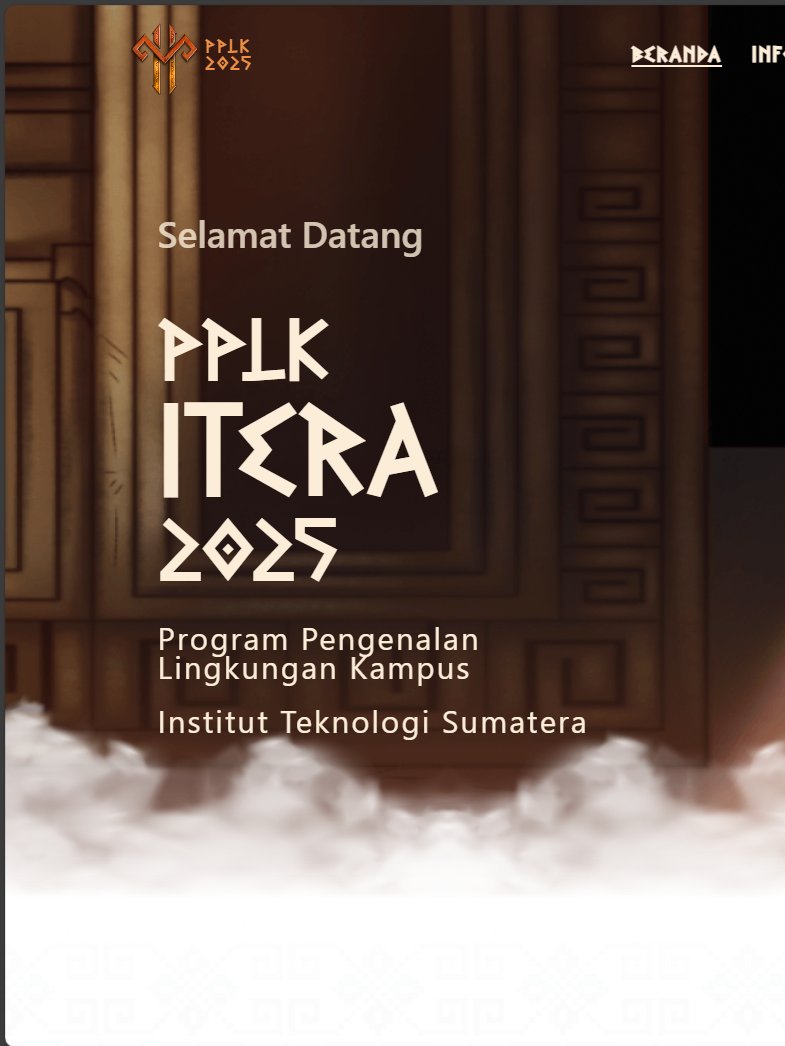 PPLK
2025
BERANDA
Selamat Datang
PPLK
ITERA
2025
Program Pengenalan
Lingkungan Kampus
Institut Teknologi Sumatera